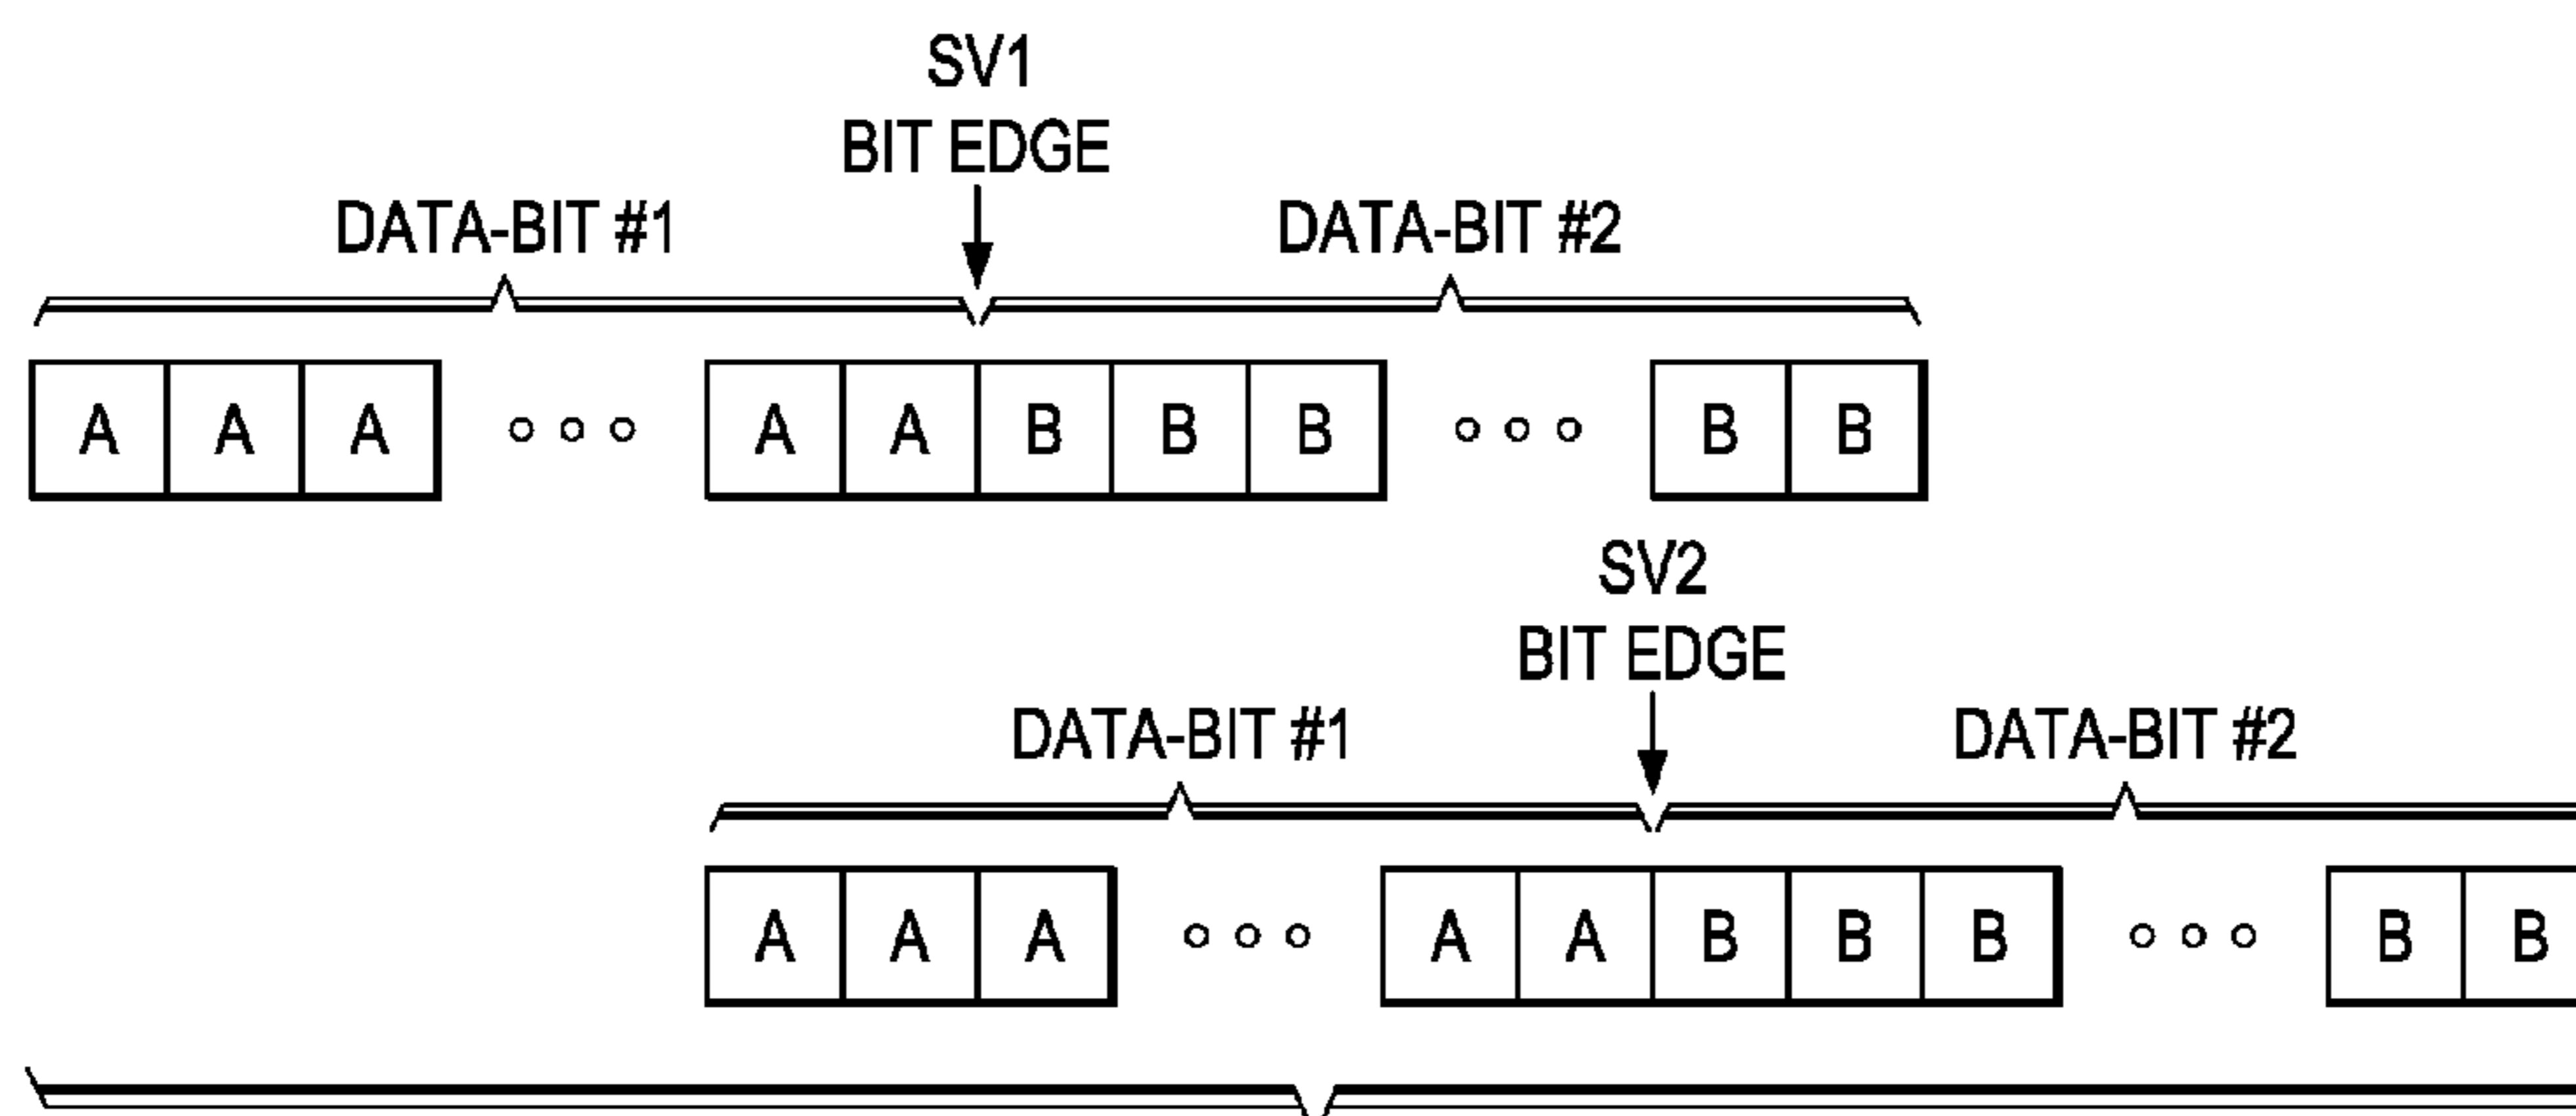 SV1
BIT EDGE
DATA-BIT #1 DATA-BIT #2
A A A A A B B B B B
SV2
BIT EDGE
DATA-BIT #1 DATA-BIT #2
A A A A A B B B B B